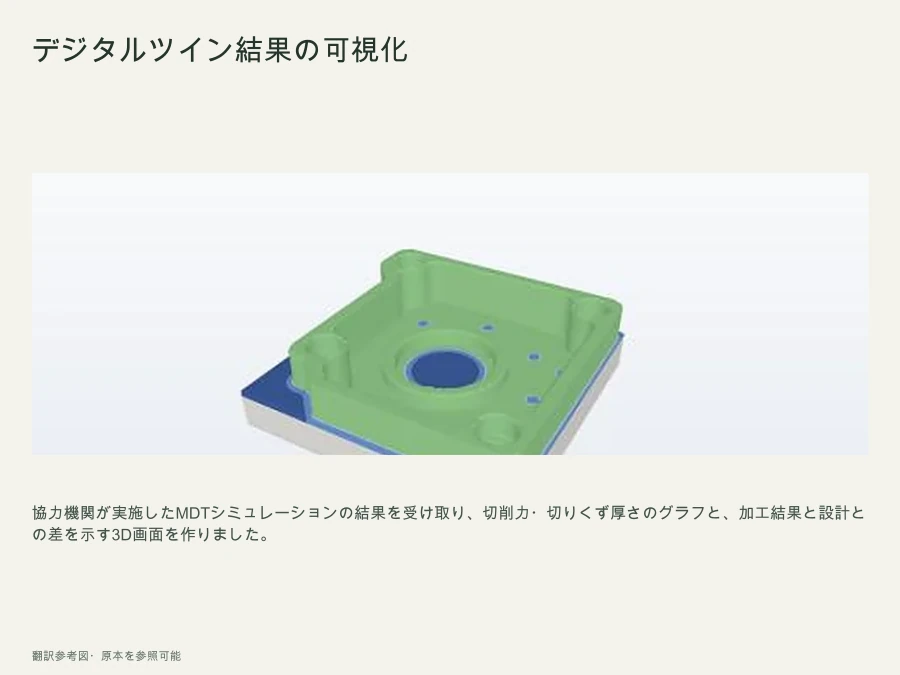 デジタルツイン結果の可視化
協力機関が実施したMDTシミュレーションの結果を受け取り、切削力· 切りくず厚さのグラフと、加工結果と設計と
の差を示す3D画面を作りました。
翻訳参考図· 原本を参照可能